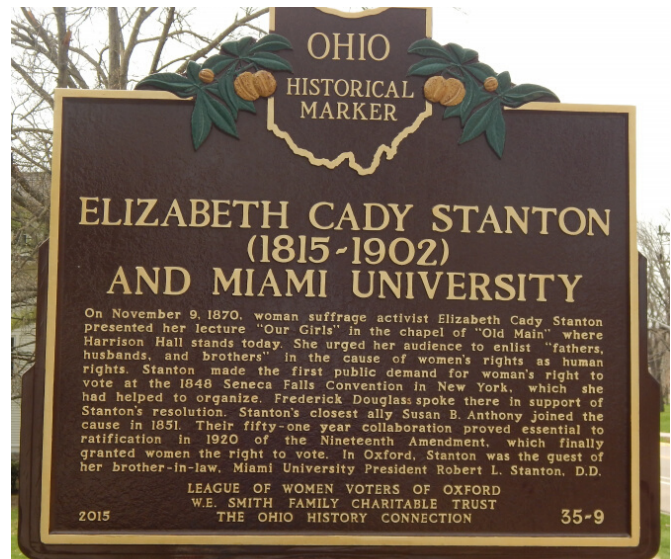 OHIO
HISTORICAL
MARKER
ELIZABETH CADY STANTON
(1815-1902)
AND MIAMI UNIVERSITY
On November 9, 1870, woman suffrage activist Elizabeth Cady Stanton
presented her lecture "Our Girls" in the chapel of "Old Main" where
Harrison Hall stands today. She urged her audience to enlist "fathers,
husbands, and brothers" in the cause of women's rights as human
rights. Stanton made the first public demand for woman's right to
vote at the 1848 Seneca Falls Convention in New York, which she
had helped to organize. Frederick Douglass spoke there in support of
Stanton's resolution. Stanton's closest ally Susan B. Anthony joined the
cause in 1851. Their fifty-one year collaboration proved essential to
ratification in 1920 of the Nineteenth Amendment, which finally
granted women the right to vote. In Oxford, Stanton was the guest of
her brother-in-law, Miami University President Robert L. Stanton, D.D.
LEAGUE OF WOMEN VOTERS OF OXFORD
W.E. SMITH FAMILY CHARITABLE TRUST
2015 THE OHIO HISTORY CONNECTION 35-9